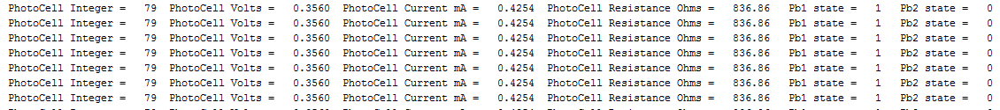 PhotoCell Integer = 79 PhotoCell Volts = 0.3560 PhotoCell Current mA = 0.4254 PhotoCell Resistance Ohms = 836.86 Pb1 state = 1 Pb2 state = 0
PhotoCell Integer = 79 PhotoCell Volts = 0.3560 PhotoCell Current mA = 0.4254 PhotoCell Resistance Ohms = 836.86 Pb1 state = 1 Pb2 state = 0
PhotoCell Integer = 79 PhotoCell Volts = 0.3560 PhotoCell Current mA = 0.4254 PhotoCell Resistance Ohms = 836.86 Pb1 state = 1 Pb2 state = 0
PhotoCell Integer = 79 PhotoCell Volts = 0.3560 PhotoCell Current mA = 0.4254 PhotoCell Resistance Ohms = 836.86 Pb1 state = 1 Pb2 state = 0
PhotoCell Integer = 79 PhotoCell Volts = 0.3560 PhotoCell Current mA = 0.4254 PhotoCell Resistance Ohms = 836.86 Pb1 state = 1 Pb2 state = 0
PhotoCell Integer = 79 PhotoCell Volts = 0.3560 PhotoCell Current mA = 0.4254 PhotoCell Resistance Ohms = 836.86 Pb1 state = 1 Pb2 state = 0
PhotoCell Integer = 79 PhotoCell Volts = 0.3560 PhotoCell Current mA = 0.4254 PhotoCell Resistance Ohms = 836.86 Pb1 state = 1 Pb2 state = 0